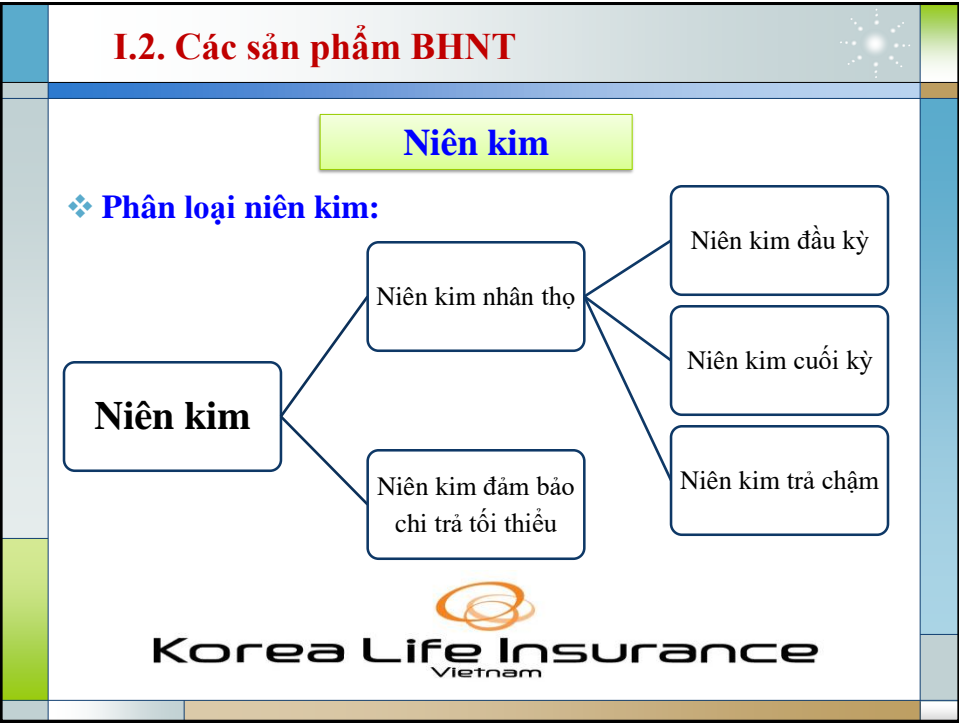 I.2. Các sản phẩm BHNT
Niên kim
Phân loại niên kim:
Niên kim
Niên kim nhân thọ
Niên kim đảm bảo
chi trả tối thiểu
Niên kim đầu kỳ
Niên kim cuối kỳ
Niên kim trả chậm
Korea Life Insurance
Vietnam